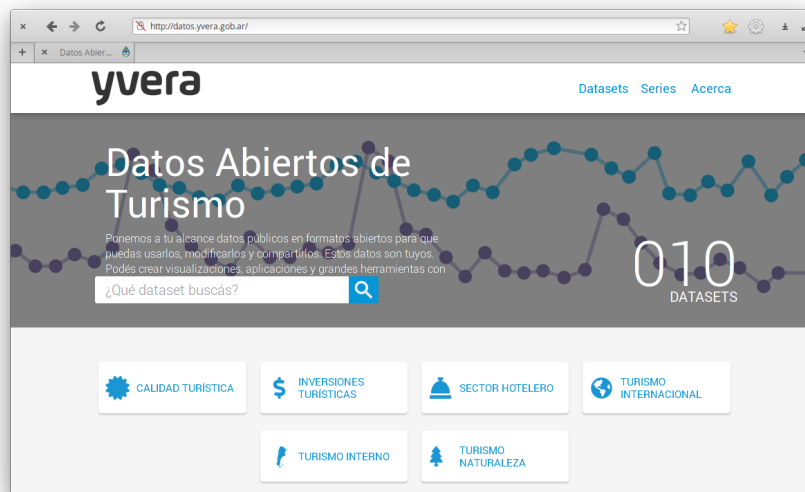 http://datos.yvera.gob.ar/
Datos Abier...
yvera
Datasets Series Acerca
Datos Abiertos de
Turismo
Ponemos a tu alcance datos públicos en formatos abiertos para que
puedas usarlos, modificarlos y compartirlos. Estos datos son tuyos.
Podés crear visualizaciones, aplicaciones y grandes herramientas con
¿Qué dataset buscás?
010
DATASETS
CALIDAD TURÍSTICA
INVERSIONES
TURÍSTICAS
SECTOR HOTELERO
TURISMO
INTERNACIONAL
TURISMO INTERNO
TURISMO
NATURALEZA